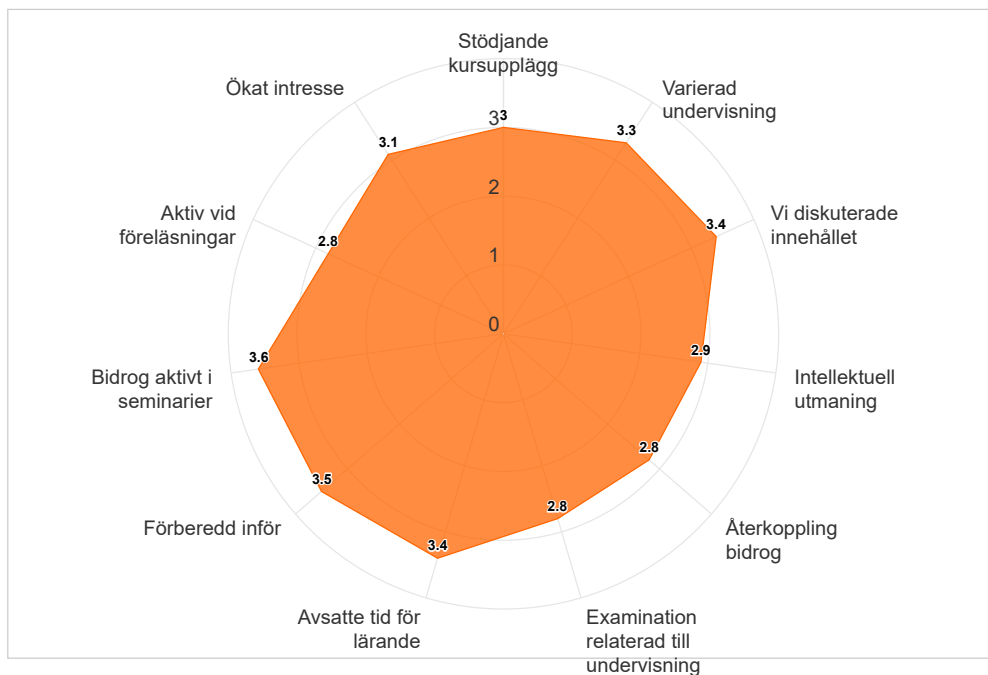 Stödjande
kursupplägg
Varierad
undervisning
Vi diskuterade
innehållet
Intellektuell
utmaning
Återkoppling
bidrog
Examination
relaterad till
undervisning
Avsatte tid för
lärande
Förberedd inför
Bidrog aktivt i
seminarier
Aktiv vid
föreläsningar
Ökat intresse
3
2
1
0
3
3.3
3.4
2.9
2.8
2.8
3.4
3.5
3.6
2.8
3.1